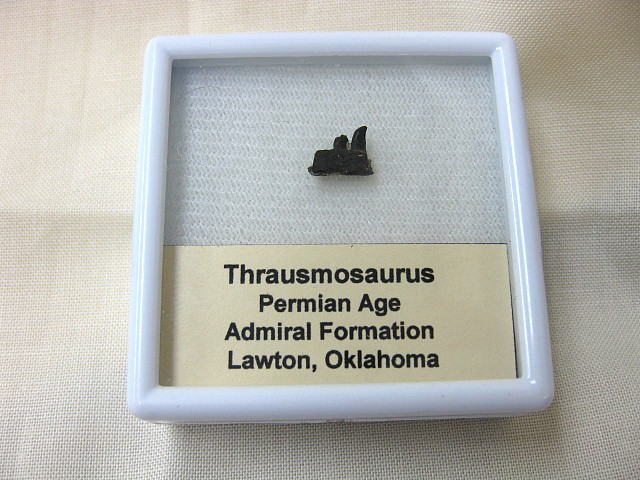 Thrausmosaurus
Permian Age
Admiral Formation
Lawton, Oklahoma